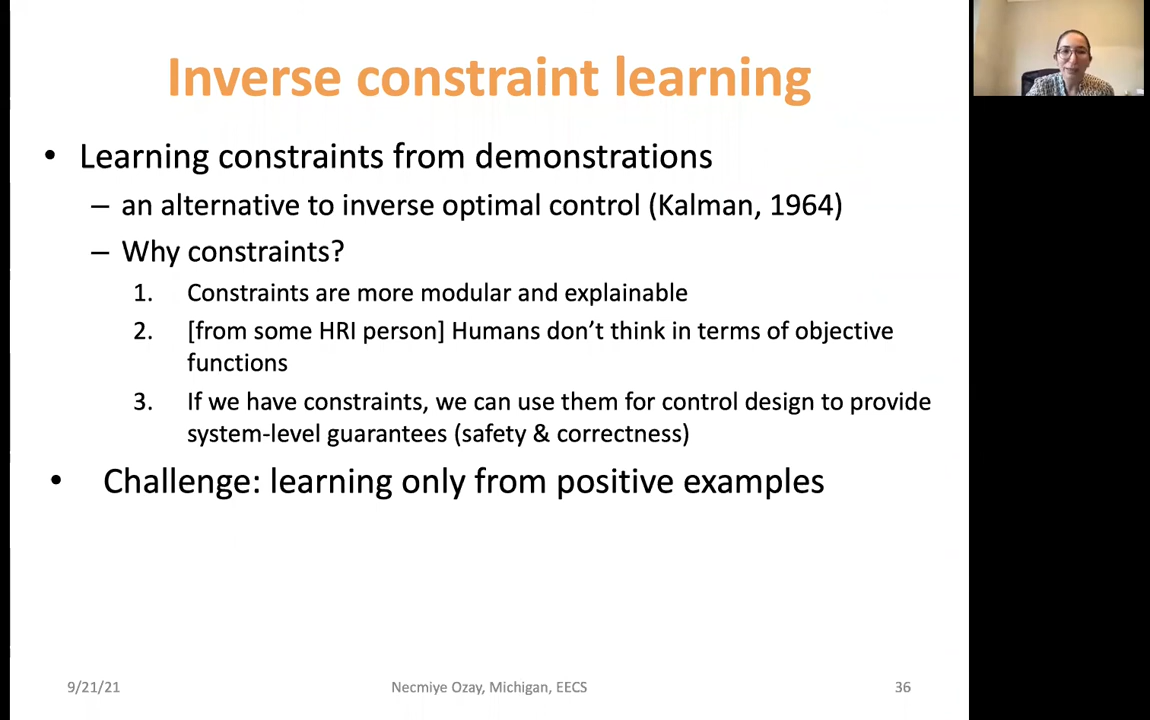 Inverse constraint learning
• Learning constraints from demonstrations
– an alternative to inverse optimal control (Kalman, 1964)
– Why constraints?
1. Constraints are more modular and explainable
2. [from some HRI person] Humans don't think in terms of objective
functions
3. If we have constraints, we can use them for control design to provide
system-level guarantees (safety & correctness)
• Challenge: learning only from positive examples
9/21/21 Necmiye Ozay, Michigan, EECS 36